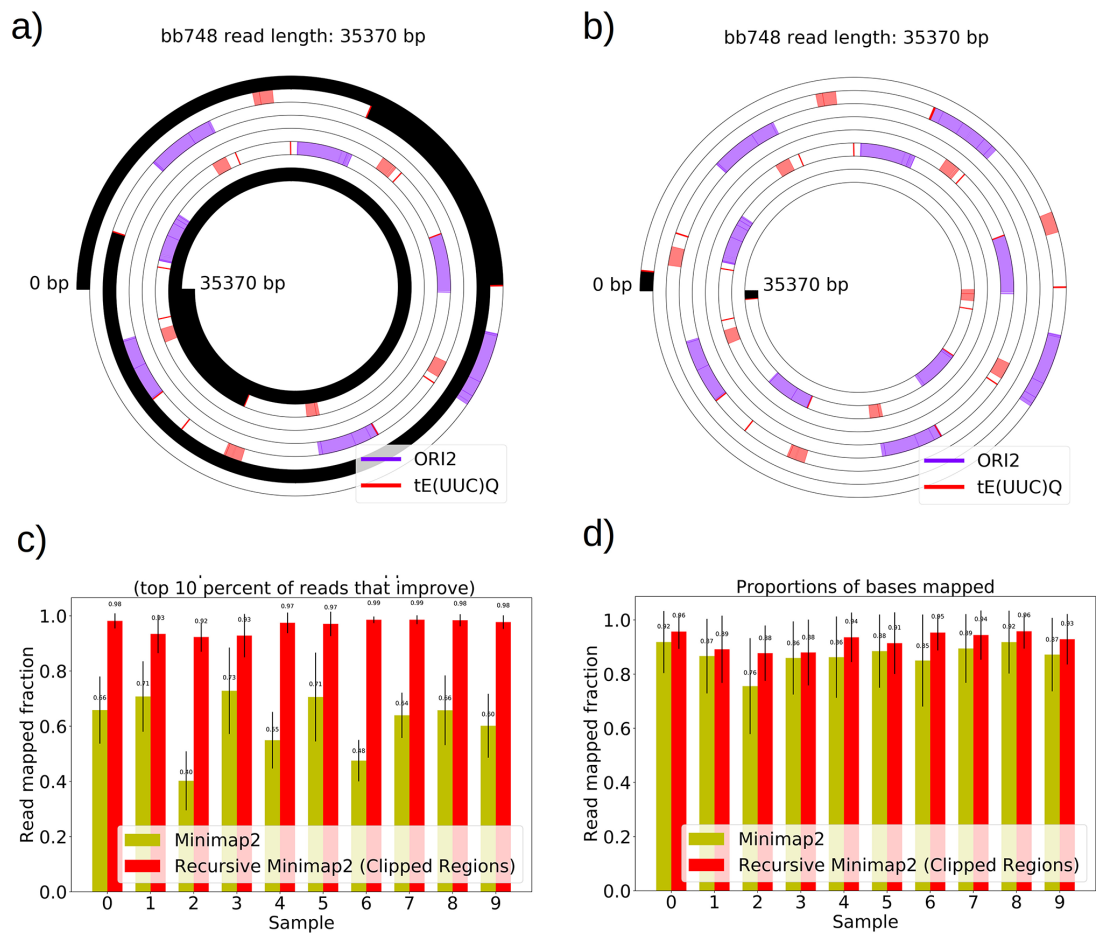 a)
bb748 read length: 35370 bp
0 bp
35370 bp
ORI2
tE(UUC)Q
b)
bb748 read length: 35370 bp
0 bp
35370 bp
ORI2
tE(UUC)Q
c)
(top 10 percent of reads that improve)
Read mapped fraction
1.0
0.8
0.6
0.4
0.2
0.0
0.66
0.98
0.71
0.93
0.40
0.92
0.73
0.93
0.55
0.97
0.71
0.97
0.48
0.99
0.64
0.99
0.66
0.98
0.60
0.98
Minimap2
Recursive Minimap2 (Clipped Regions)
0 1 2 3 4 5 6 7 8 9
Sample
d)
Proportions of bases mapped
Read mapped fraction
1.0
0.8
0.6
0.4
0.2
0.0
0.92
0.96
0.87
0.89
0.76
0.88
0.86
0.88
0.86
0.94
0.88
0.91
0.85
0.95
0.89
0.94
0.92
0.96
0.87
0.93
Minimap2
Recursive Minimap2 (Clipped Regions)
0 1 2 3 4 5 6 7 8 9
Sample